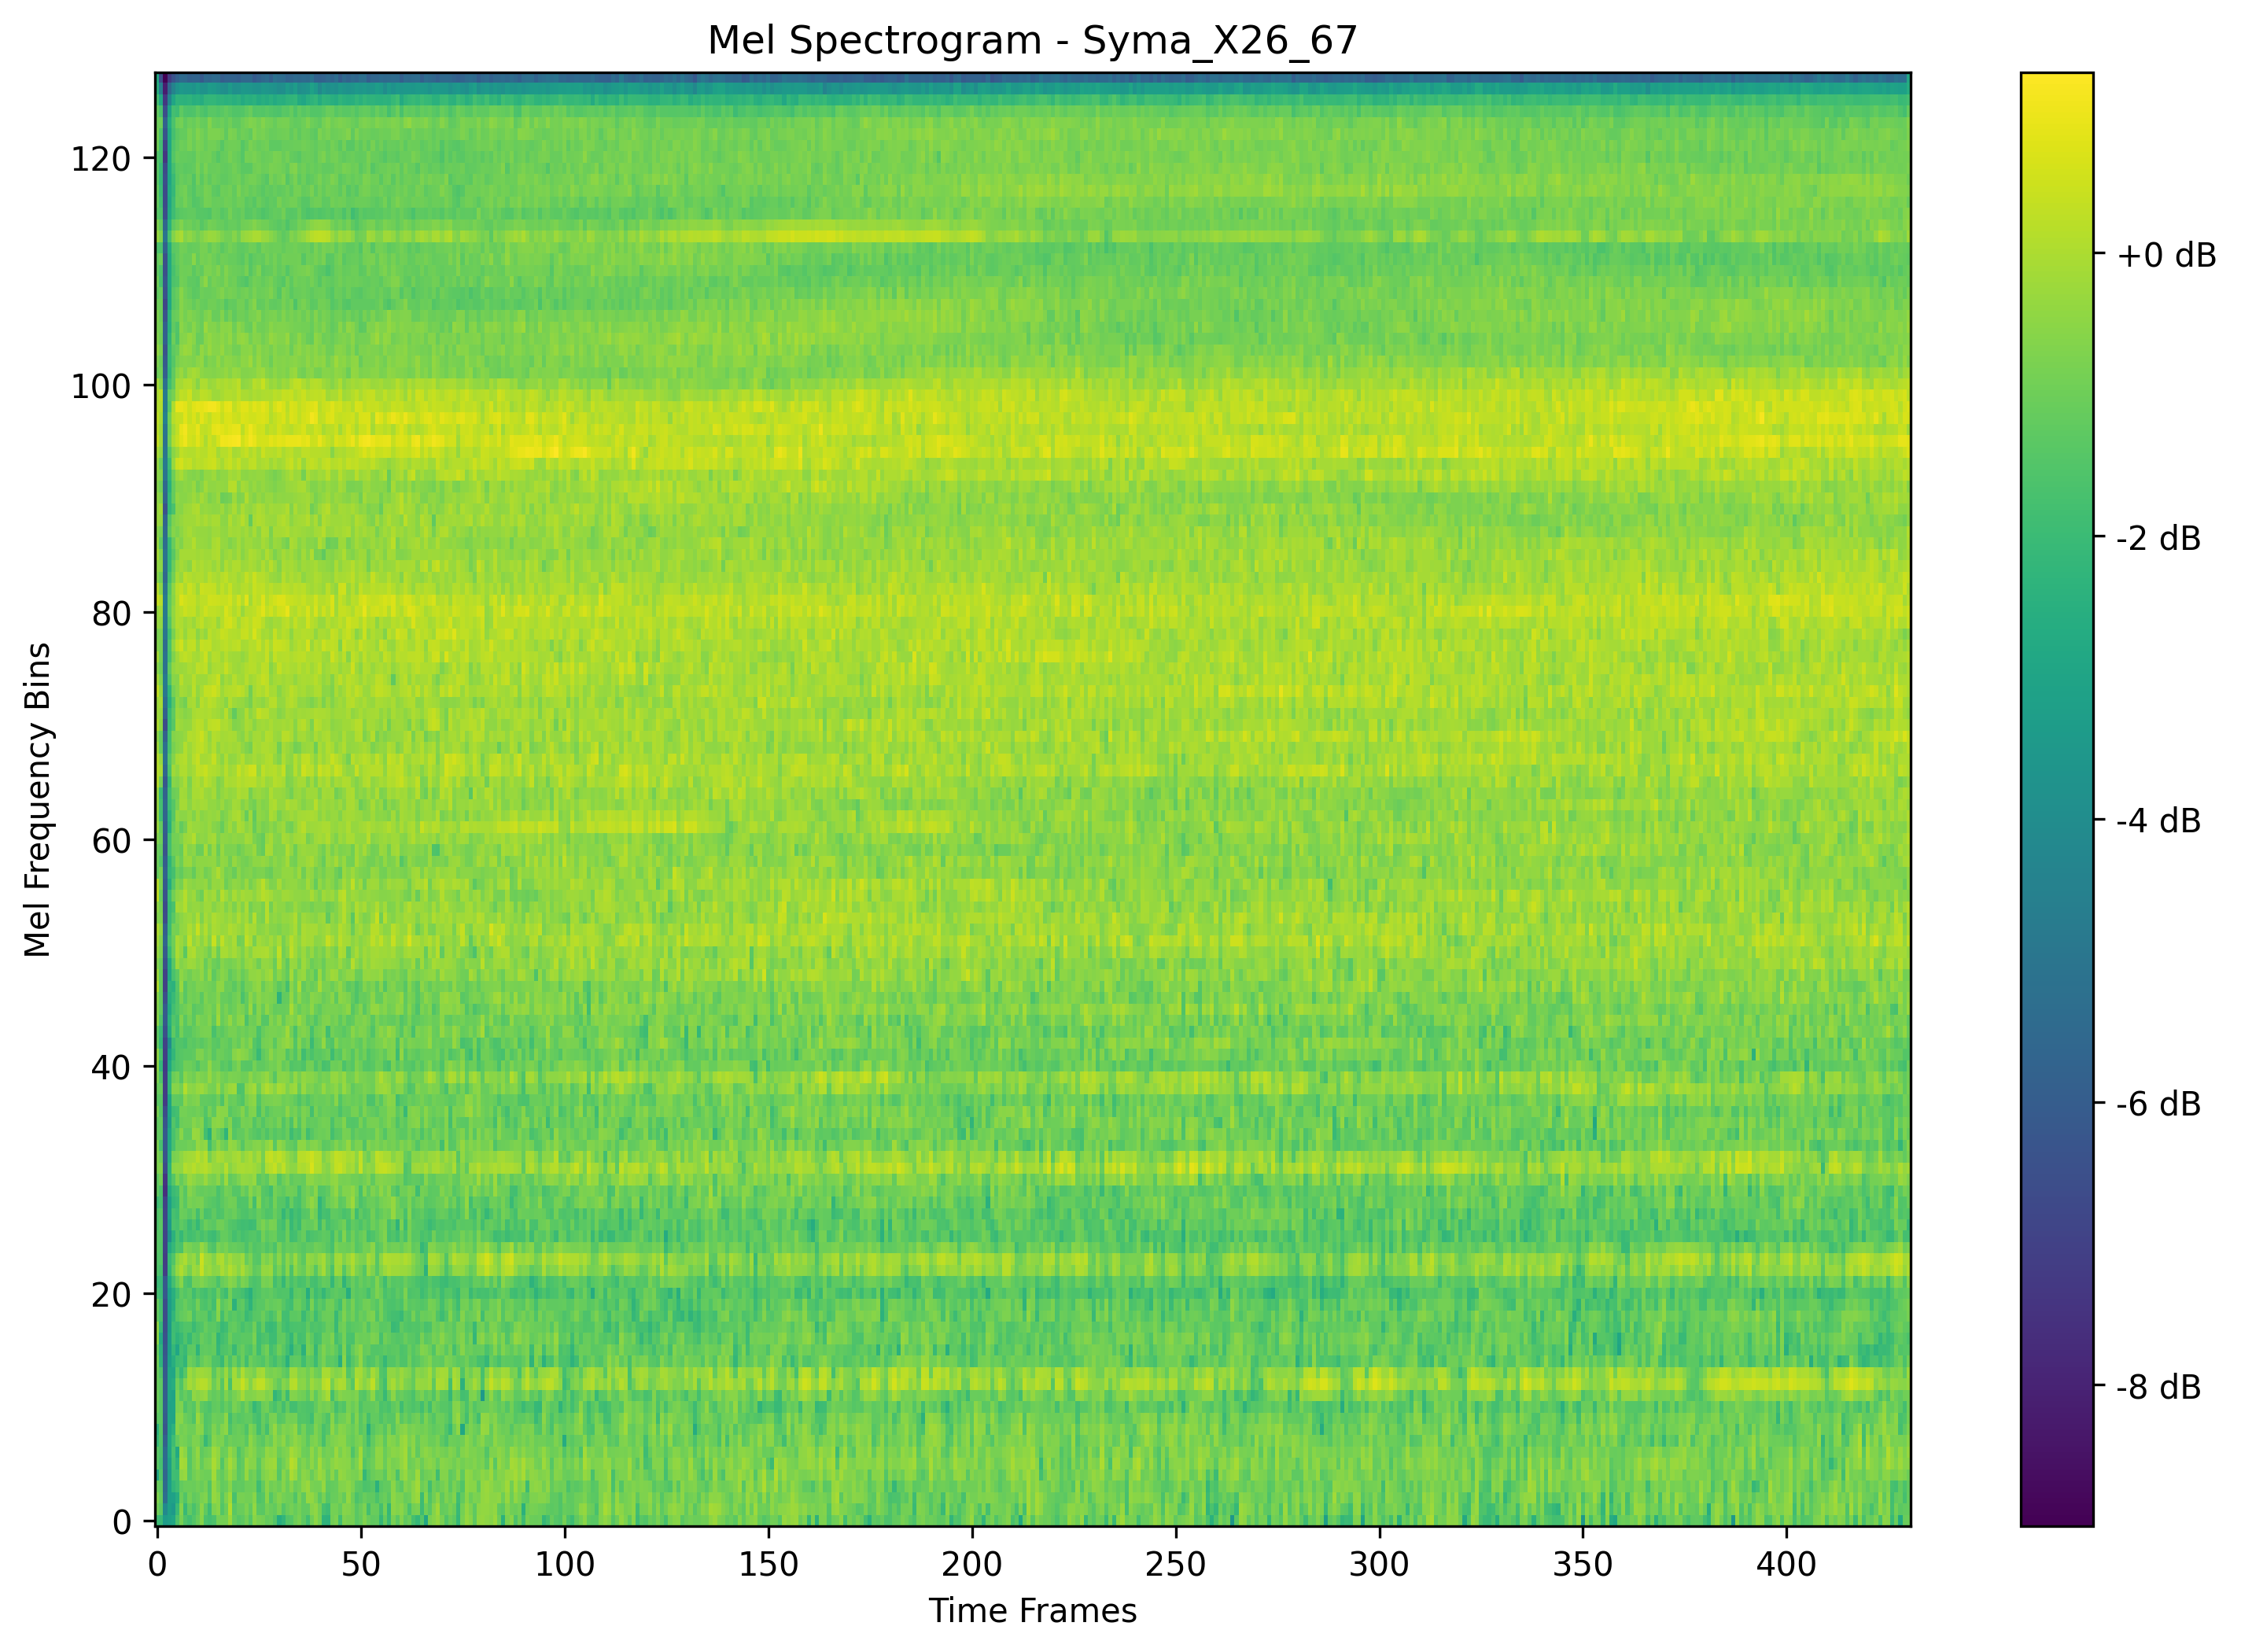 Mel Spectrogram - Syma_X26_67
Mel Frequency Bins
120
100
80
60
40
20
0
0 50 100 150 200 250 300 350 400
Time Frames
+0 dB
-2 dB
-4 dB
-6 dB
-8 dB